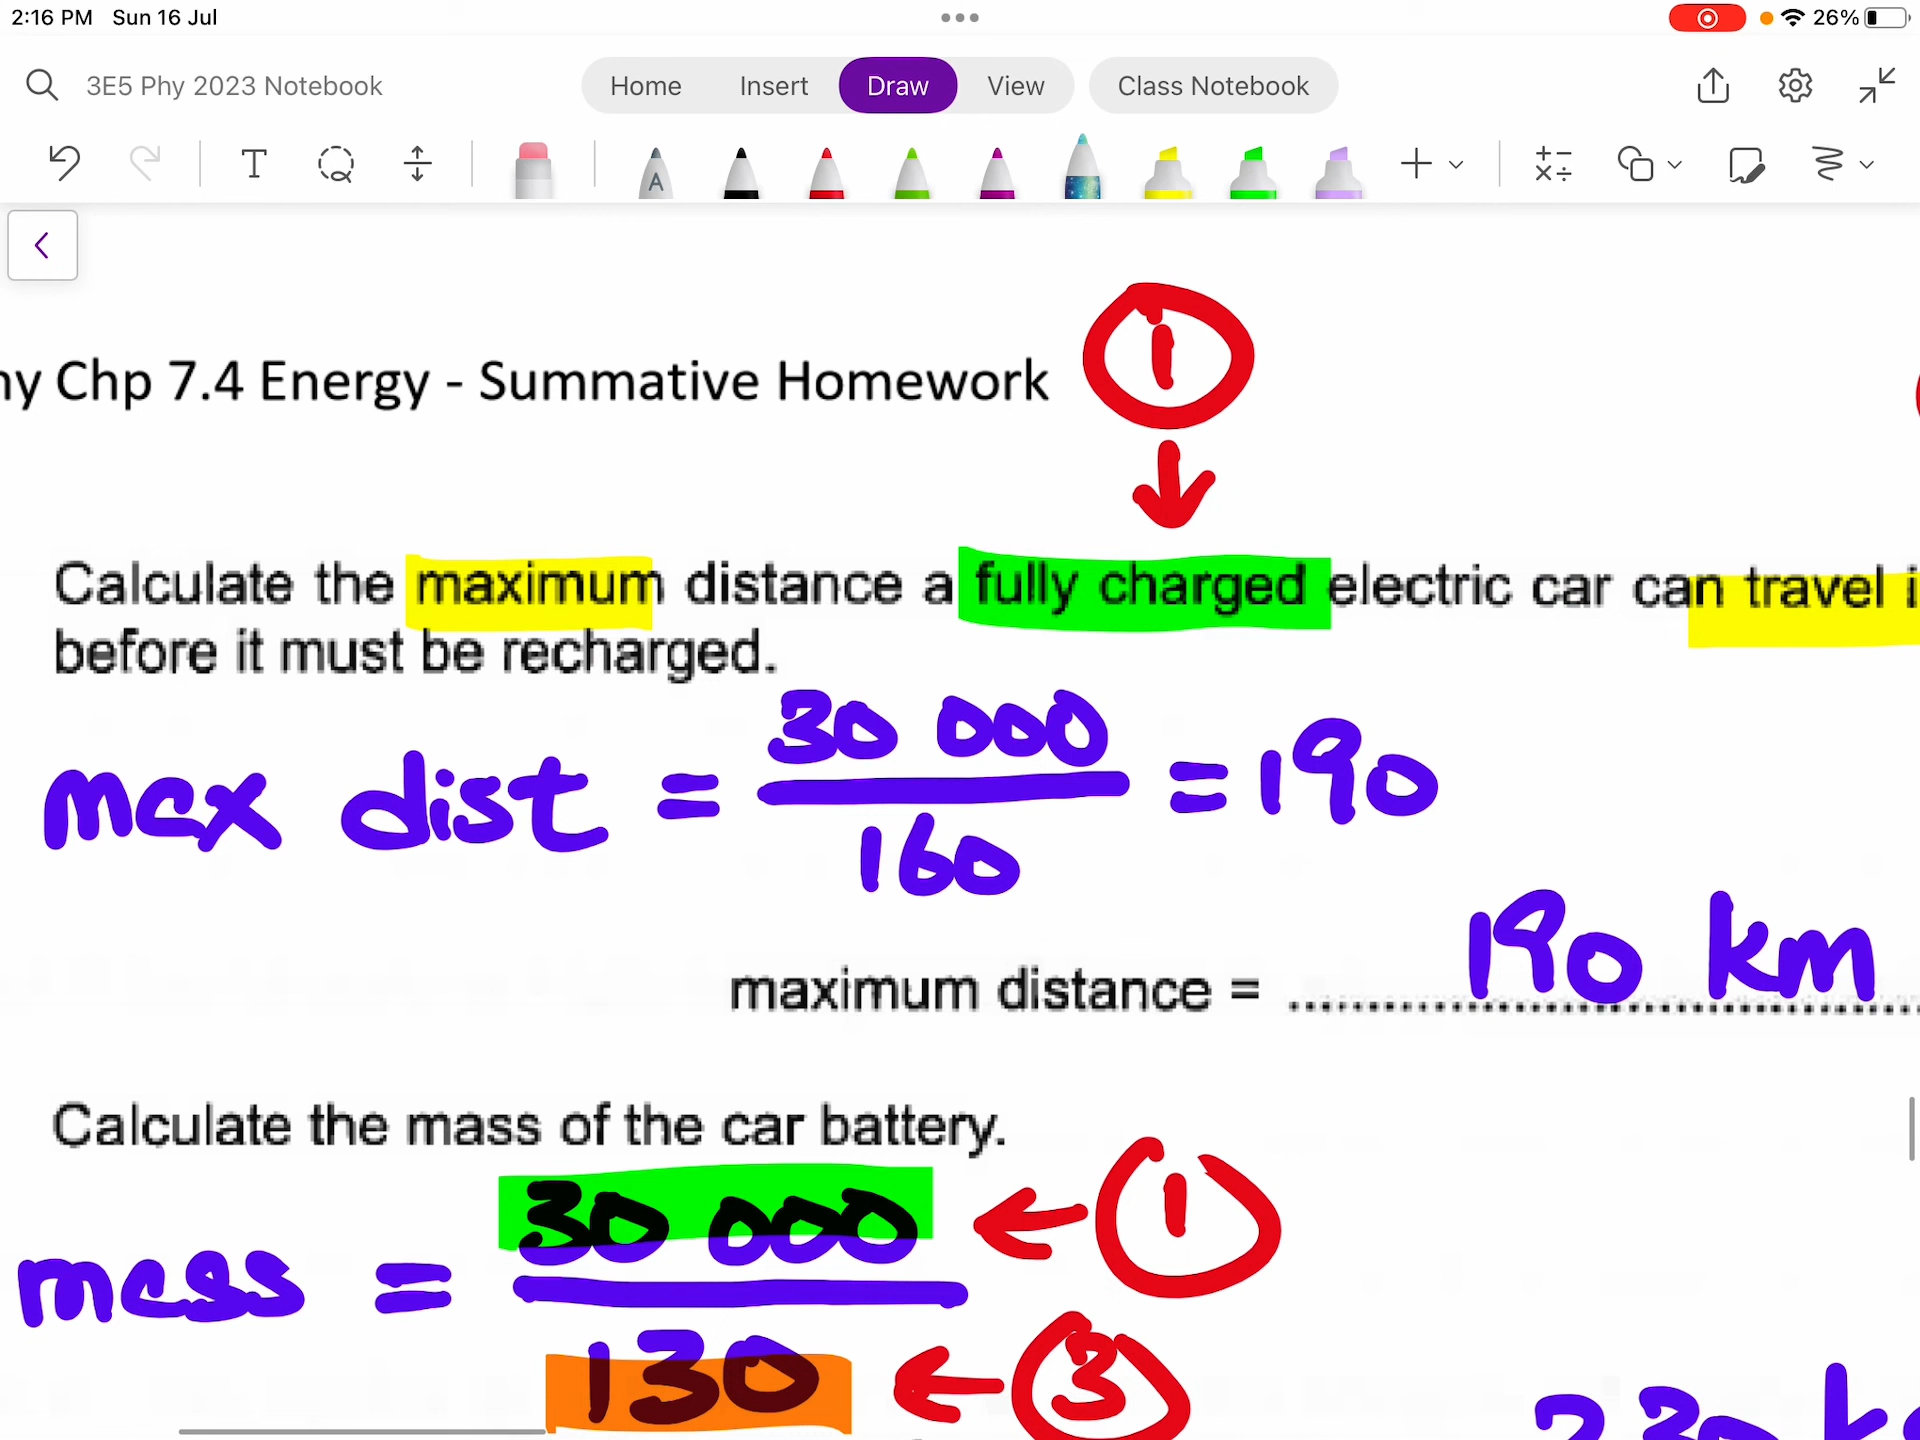 2:16 PM Sun 16 Jul
26%
3E5 Phy 2023 Notebook
Home Insert Draw View Class Notebook
T A
Chp 7.4 Energy - Summative Homework 1
Calculate the maximum distance a fully charged electric car can travel
before it must be recharged.
max dist = 30 000 / 160 = 190
maximum distance = 190 km
Calculate the mass of the car battery.
mass = 30 000 ← 1
130 ← 3
230